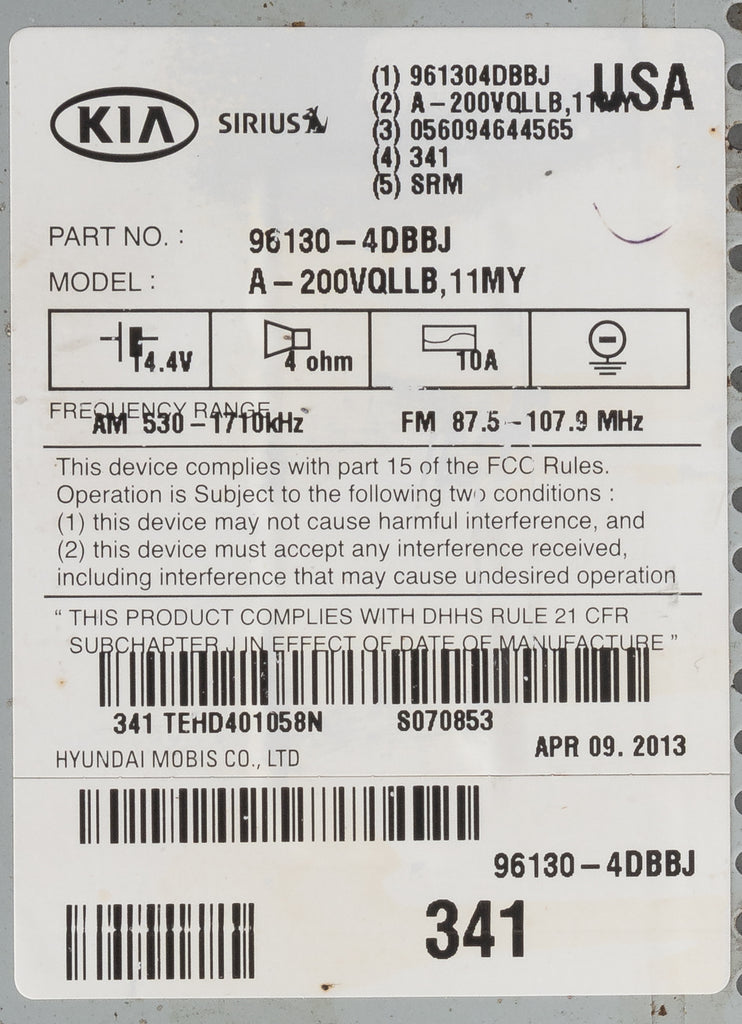 KIA SIRIUS
(1) 961304DBBJ USA
(2) A-200VQLLB,11MY
(3) 056094644565
(4) 341
(5) SRM
PART NO. : 96130-4DBBJ
MODEL : A-200VQLLB,11MY
14.4V 4 ohm 10A
FREQUENCY RANGE
AM 530-1710kHz FM 87.5-107.9 MHz
This device complies with part 15 of the FCC Rules.
Operation is Subject to the following two conditions :
(1) this device may not cause harmful interference, and
(2) this device must accept any interference received,
including interference that may cause undesired operation
“ THIS PRODUCT COMPLIES WITH DHHS RULE 21 CFR
SUBCHAPTER J IN EFFECT OF DATE OF MANUFACTURE ”
341 TEHD401058N S070853
APR 09. 2013
HYUNDAI MOBIS CO., LTD
96130-4DBBJ
341